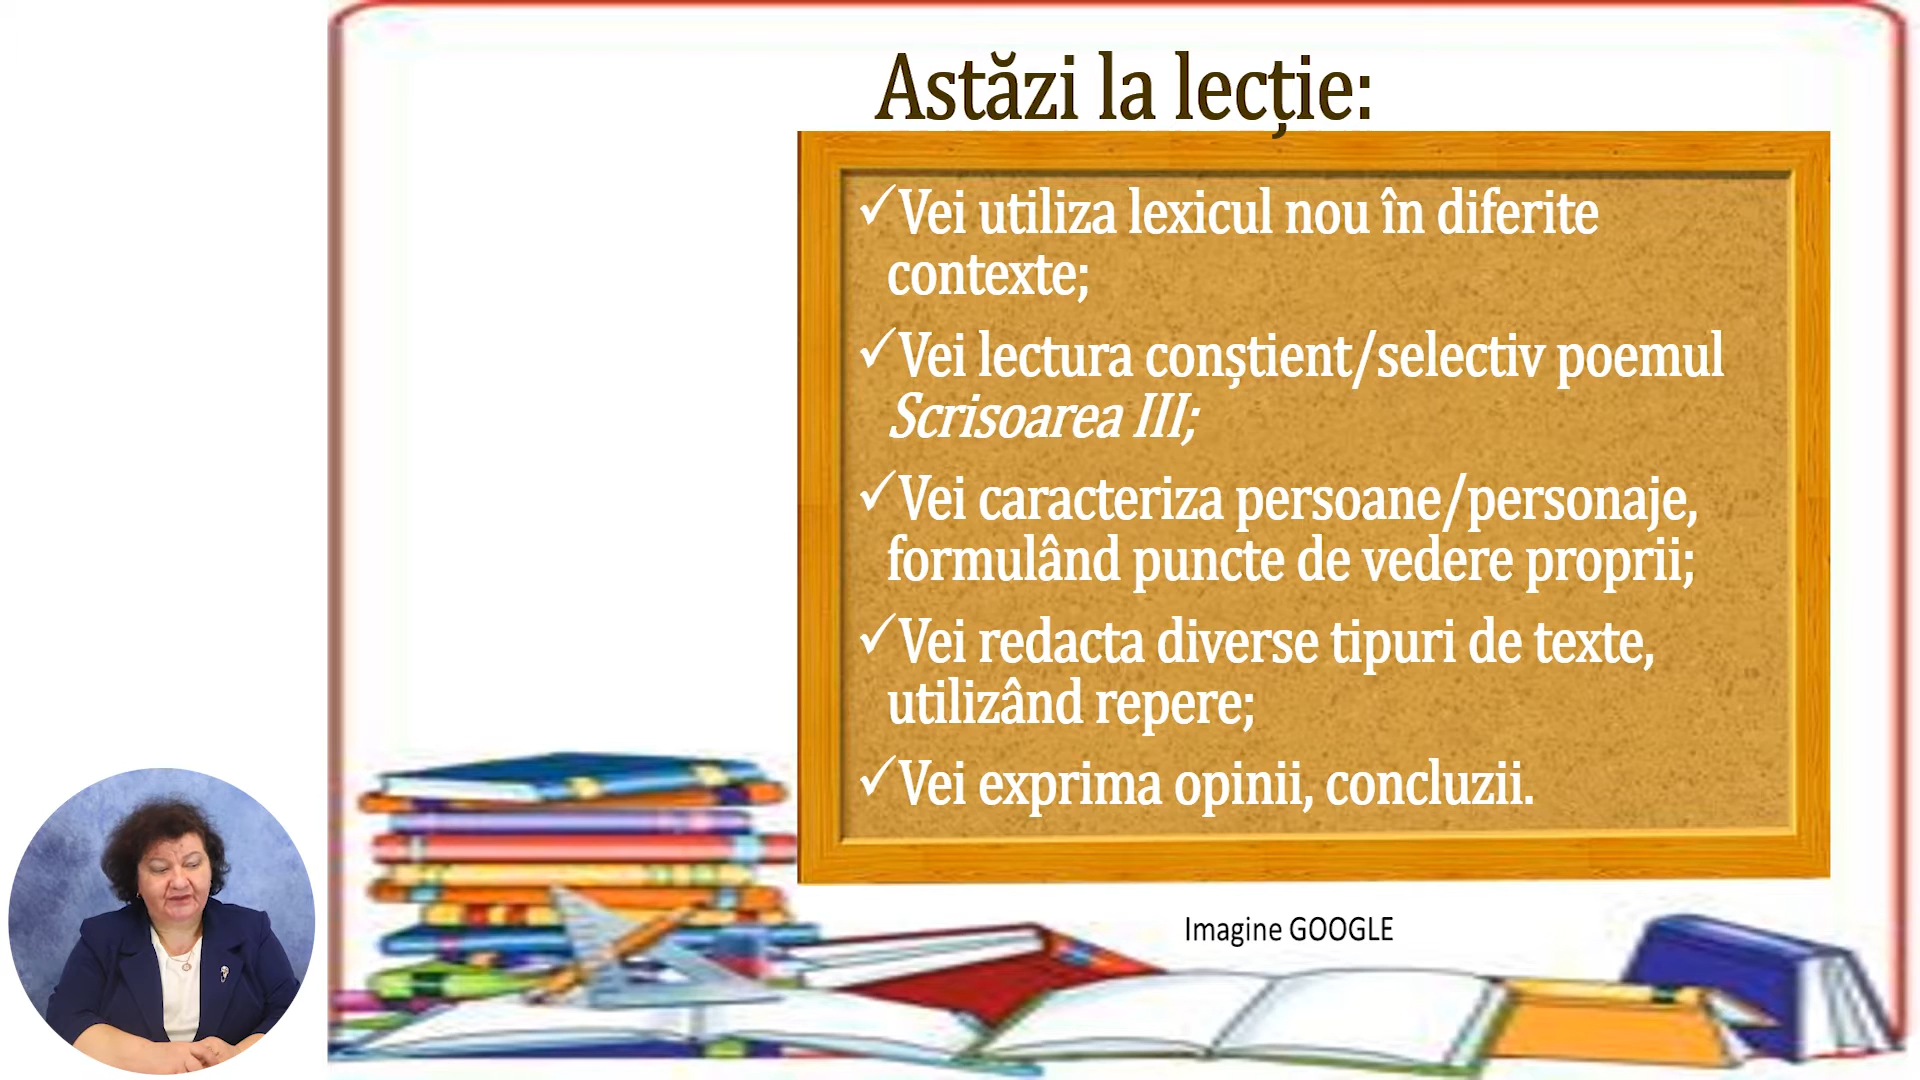 Astăzi la lecție:
✓Vei utiliza lexicul nou în diferite
contexte;
✓Vei lectura conștient/selectiv poemul
Scrisoarea III;
✓Vei caracteriza persoane/personaje,
formulând puncte de vedere proprii;
✓Vei redacta diverse tipuri de texte,
utilizând repere;
✓Vei exprima opinii, concluzii.
Imagine GOOGLE